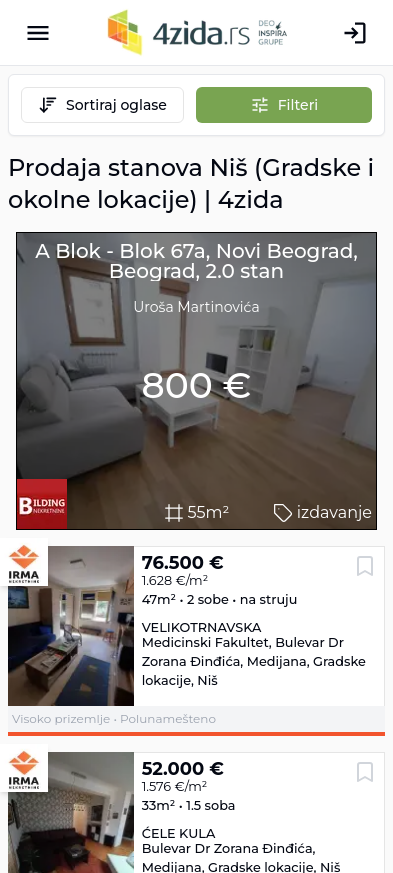 4zida.rs
DEO
INSPIRA
GRUPE
Sortiraj oglase
Filteri
Prodaja stanova Niš (Gradske i
okolne lokacije) | 4zida
A Blok - Blok 67a, Novi Beograd,
Beograd, 2.0 stan
Uroša Martinovića
800 €
BILDING
NEKRETNINE
55m²
izdavanje
IRMA
NEKRETNINE
76.500 €
1.628 €/m²
47m² • 2 sobe • na struju
VELIKOTRNAVSKA
Medicinski Fakultet, Bulevar Dr
Zorana Đinđića, Medijana, Gradske
lokacije, Niš
Visoko prizemlje • Polunamešteno
IRMA
NEKRETNINE
52.000 €
1.576 €/m²
33m² • 1.5 soba
ĆELE KULA
Bulevar Dr Zorana Đinđića,
Medijana, Gradske lokacije, Niš